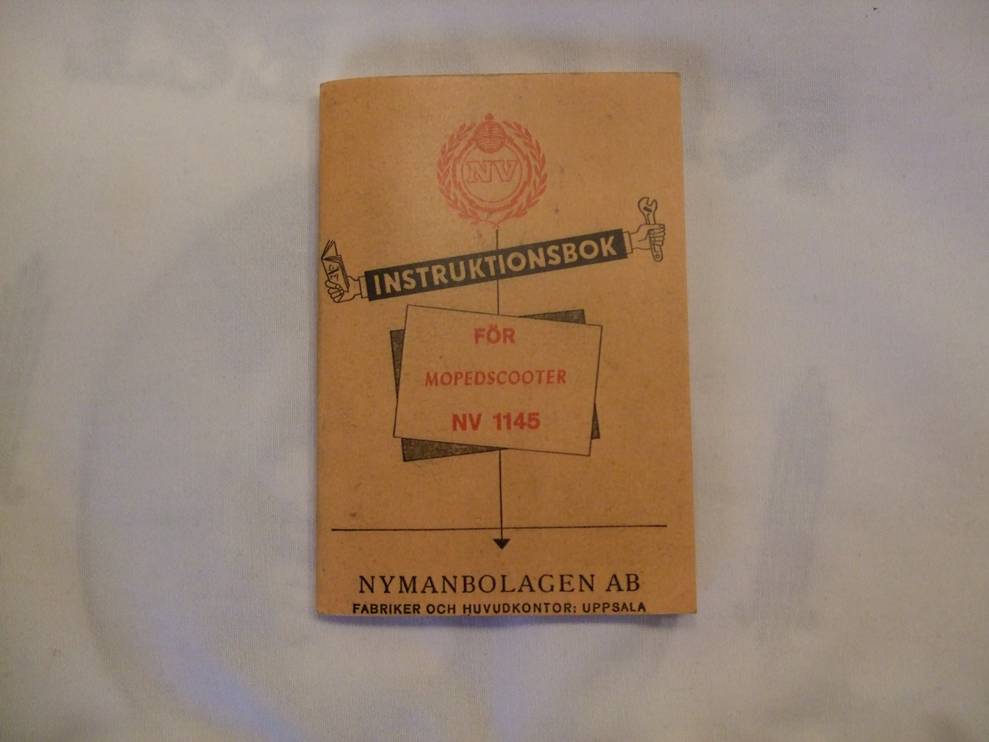 NV
INSTRUKTIONSBOK
FÖR
MOPEDSCOOTER
NV 1145
NYMANBOLAGEN AB
FABRIKER OCH HUVUDKONTOR: UPPSALA